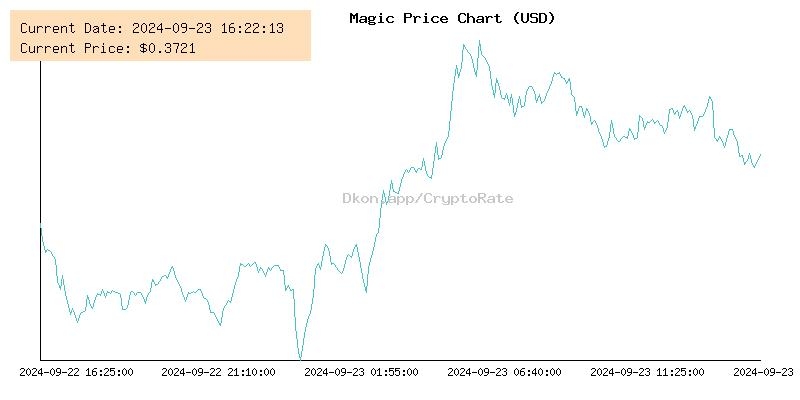 Magic Price Chart (USD)
Current Date: 2024-09-23 16:22:13
Current Price: $0.3721
Dkon.app/CryptoRate
2024-09-22 16:25:00 2024-09-22 21:10:00 2024-09-23 01:55:00 2024-09-23 06:40:00 2024-09-23 11:25:00 2024-09-23